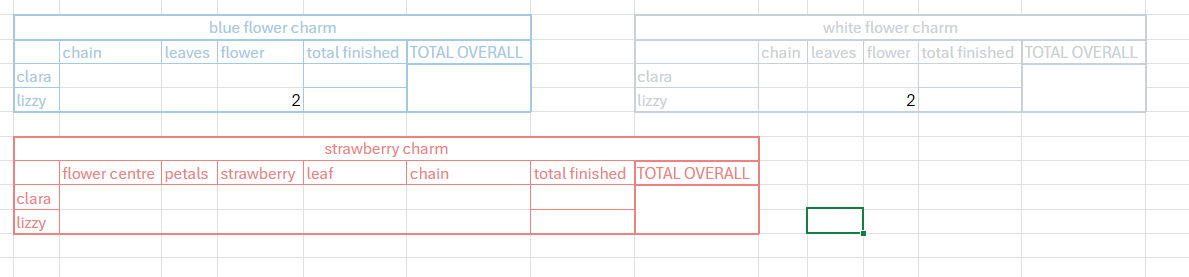 blue flower charm white flower charm
chain leaves flower total finished TOTAL OVERALL chain leaves flower total finished TOTAL OVERALL
clara clara
lizzy 2 lizzy 2
strawberry charm
flower centre petals strawberry leaf chain total finished TOTAL OVERALL
clara
lizzy